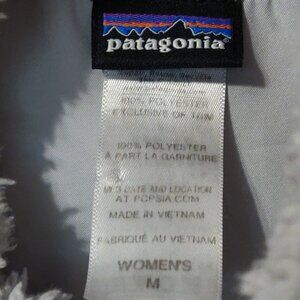 patagonia
100% POLYESTER
EXCLUSIVE OF TRIM
100% POLYESTER
À PART LA GARNITURE
MFG DATE AND LOCATION
AT PCPSIA.COM
MADE IN VIETNAM
FABRIQUÉ AU VIETNAM
WOMEN'S
M